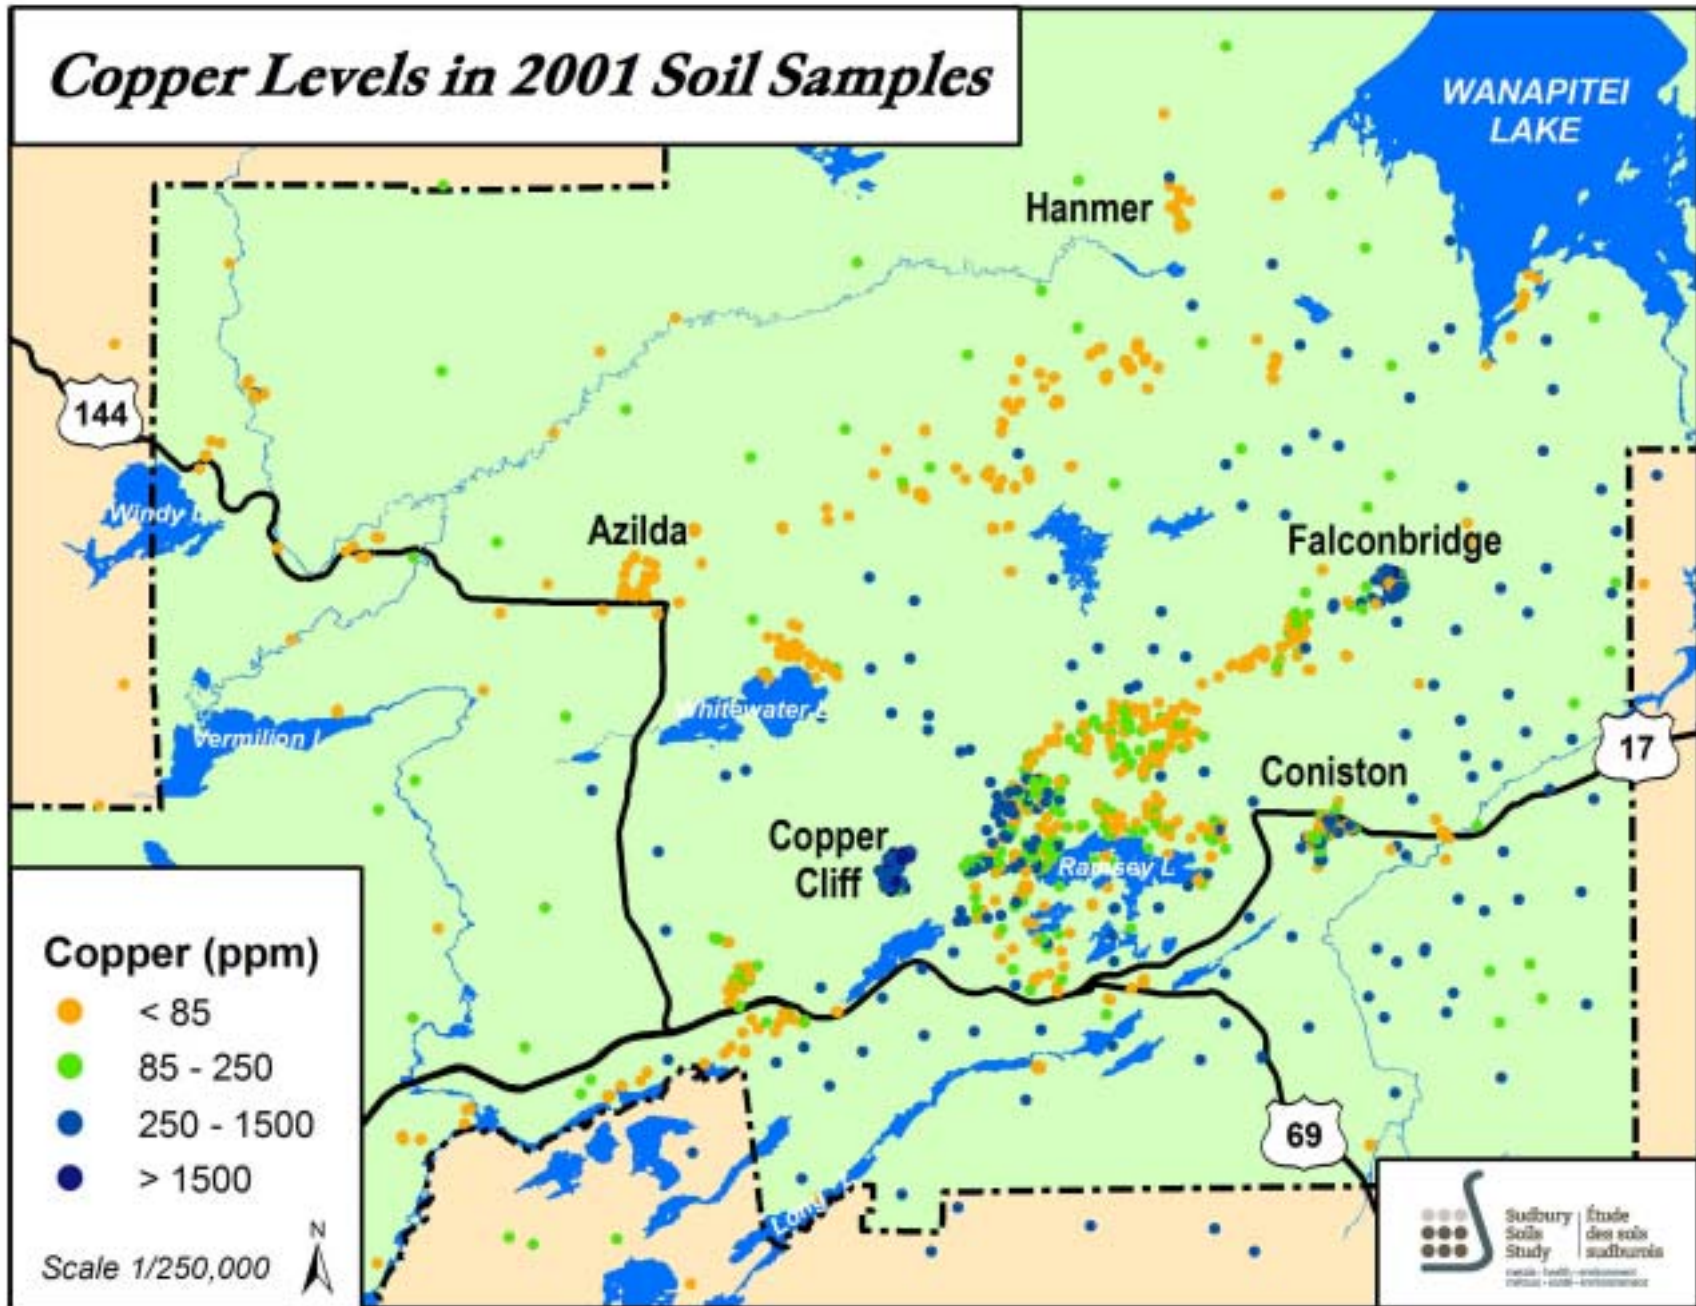 Copper Levels in 2001 Soil Samples
WANAPITEI
LAKE
Hanmer
144
Windy L
Azilda
Falconbridge
Whitewater L
Vermilion L
17
Coniston
Copper
Cliff
Ramsey L
Copper (ppm)
< 85
85 - 250
250 - 1500
> 1500
N
Scale 1/250,000
69
Long
Sudbury
Soils
Study
Étude
des sols
sudburois